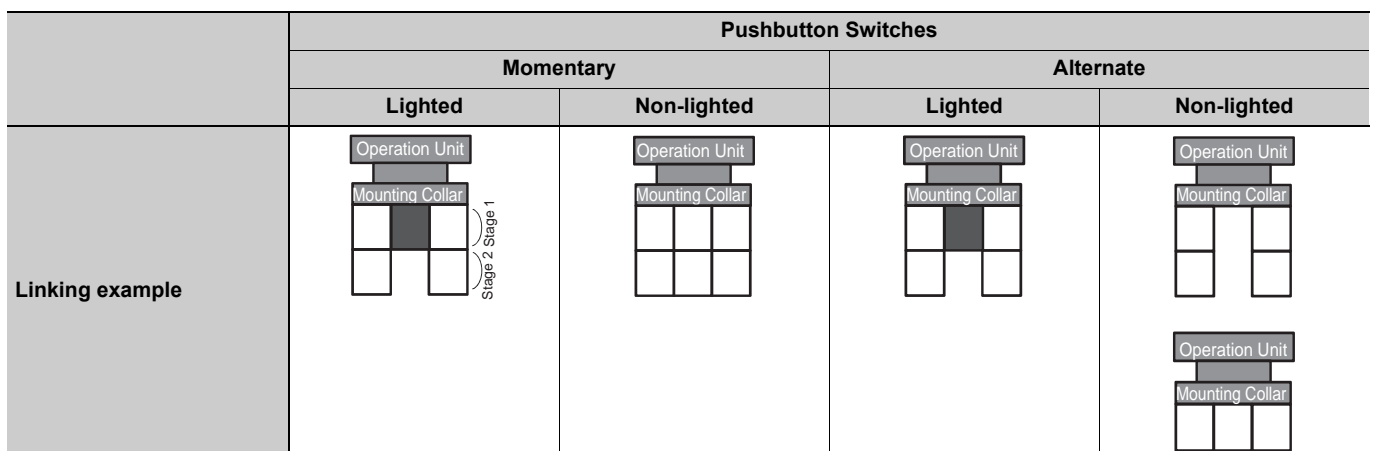 Pushbutton Switches
Momentary
Alternate
Lighted
Non-lighted
Lighted
Non-lighted
Linking example
Operation Unit
Mounting Collar
Stage 1
Stage 2
Operation Unit
Mounting Collar
Operation Unit
Mounting Collar
Operation Unit
Mounting Collar
Operation Unit
Mounting Collar